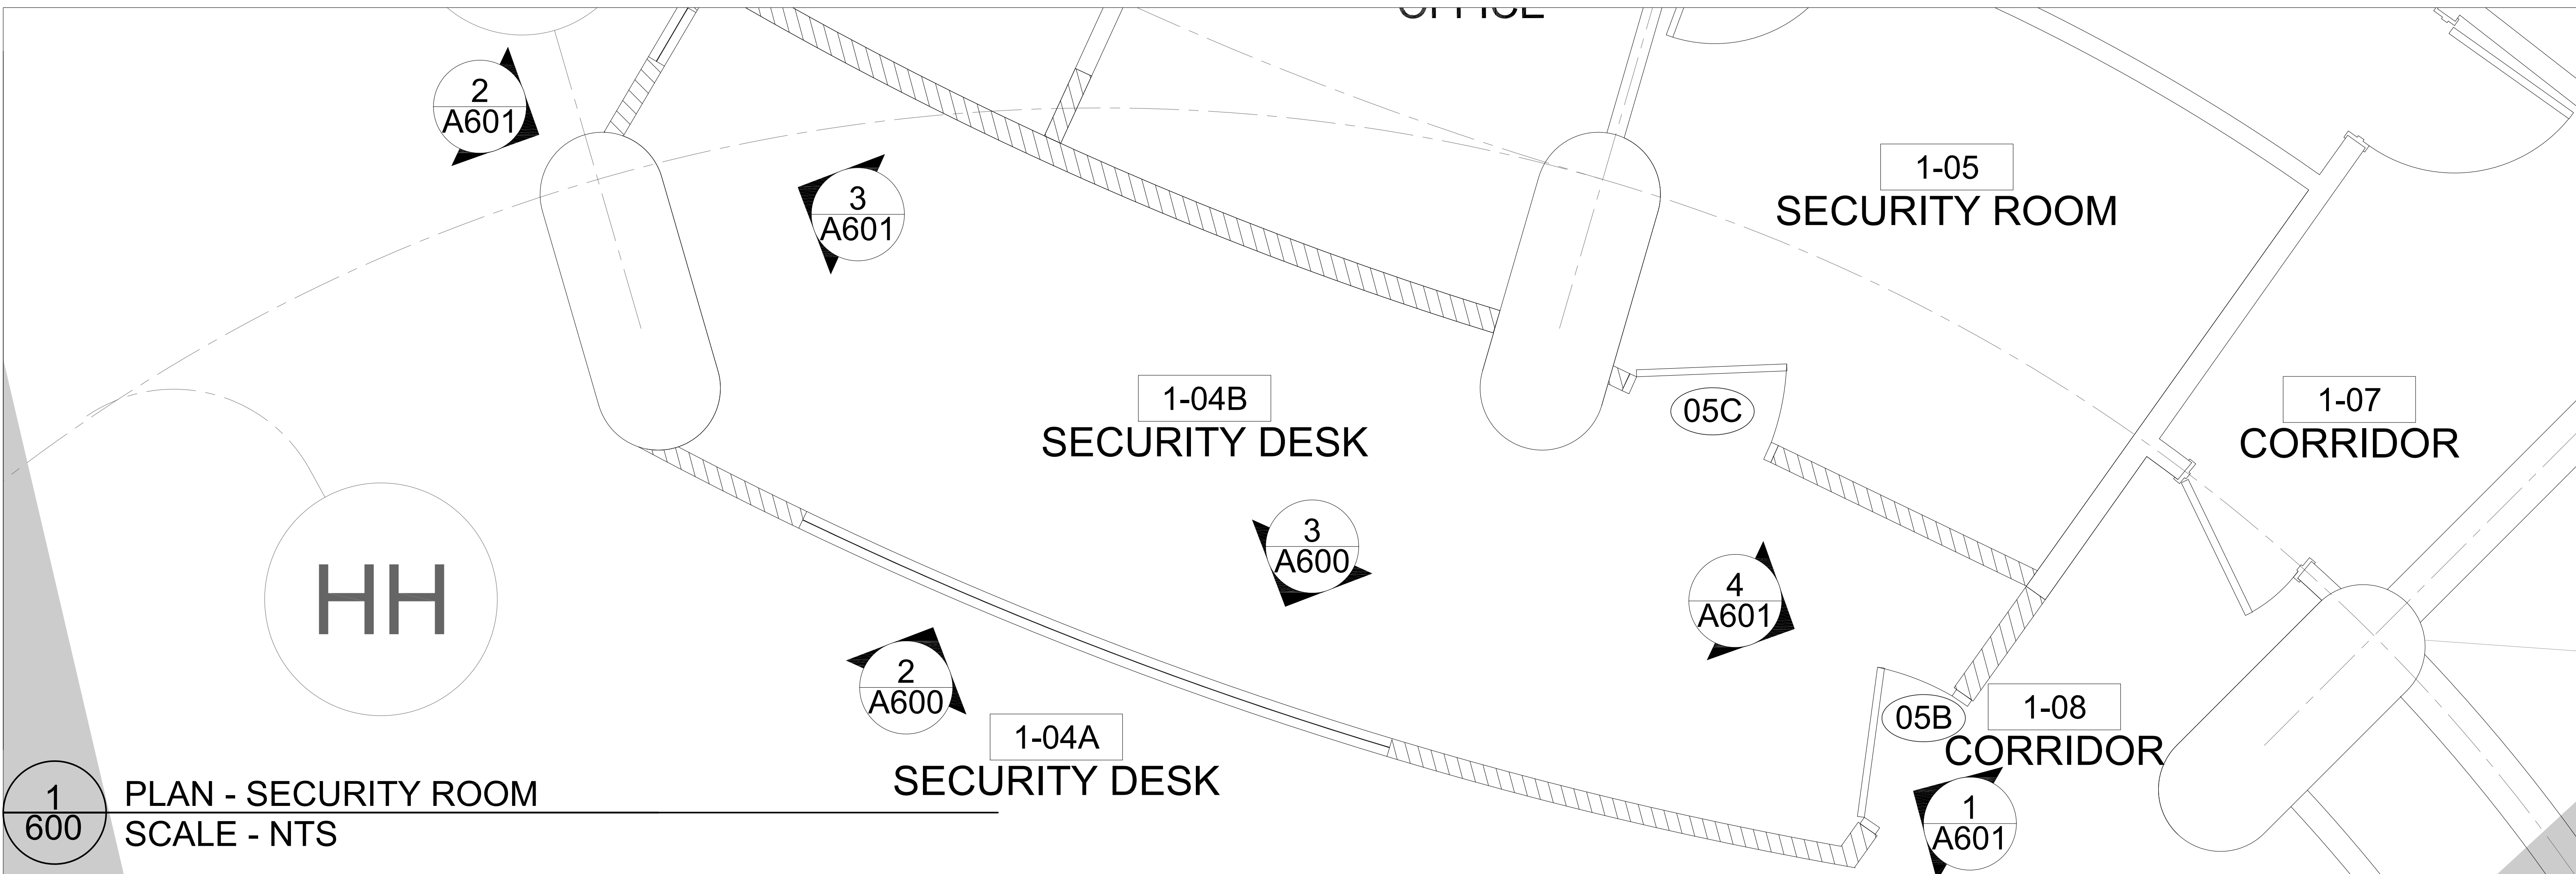 OFFICE
2
A601
3
A601
1-05
SECURITY ROOM
1-04B
SECURITY DESK
05C
1-07
CORRIDOR
3
A600
4
A601
HH
2
A600
1-04A
SECURITY DESK
05B
1-08
CORRIDOR
1
A601
1
600
PLAN - SECURITY ROOM
SCALE - NTS